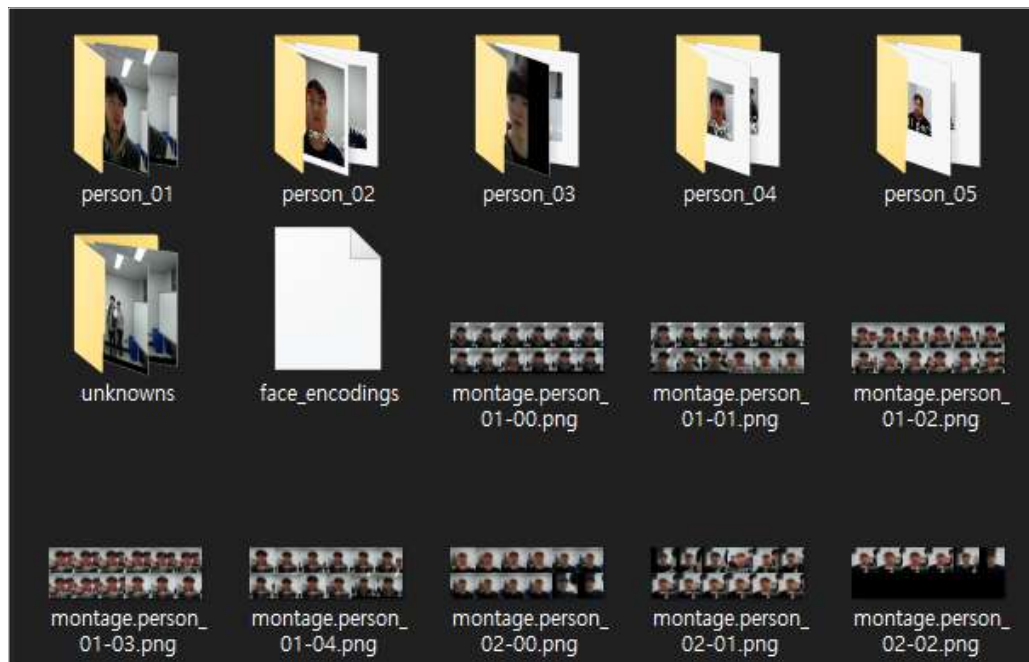 person_01
person_02
person_03
person_04
person_05
unknowns
face_encodings
montage.person_
01-00.png
montage.person_
01-01.png
montage.person_
01-02.png
montage.person_
01-03.png
montage.person_
01-04.png
montage.person_
02-00.png
montage.person_
02-01.png
montage.person_
02-02.png